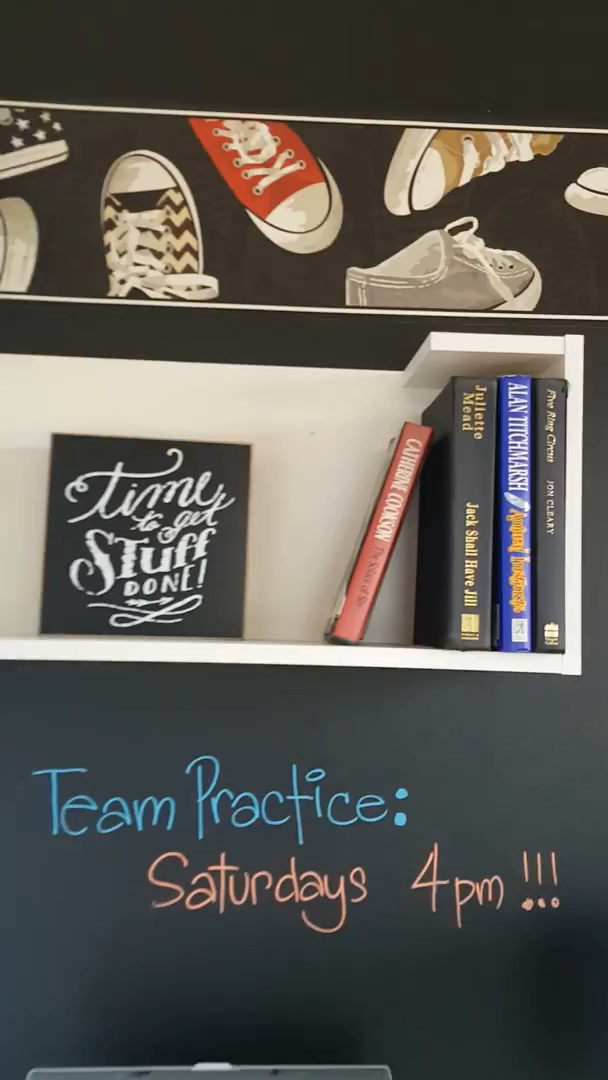 time
to get
STuff
DONE!
CATHERINE COOKSON
Juliette
Mead
Jack Shall Have Jill
ALAN TITCHMARSH
Animal Instincts
Five Ring Circus
JON CLEARY
Team Practice:
Saturdays 4pm !!!